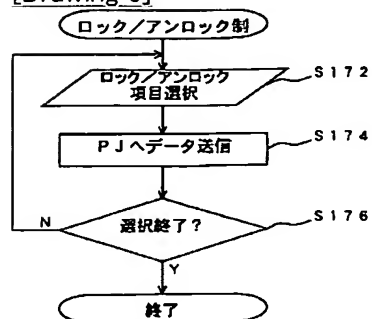 ロック/アンロック制
ロック/アンロック
項目選択
S172
PJへデータ送信
S174
選択終了?
S176
N
Y
終了